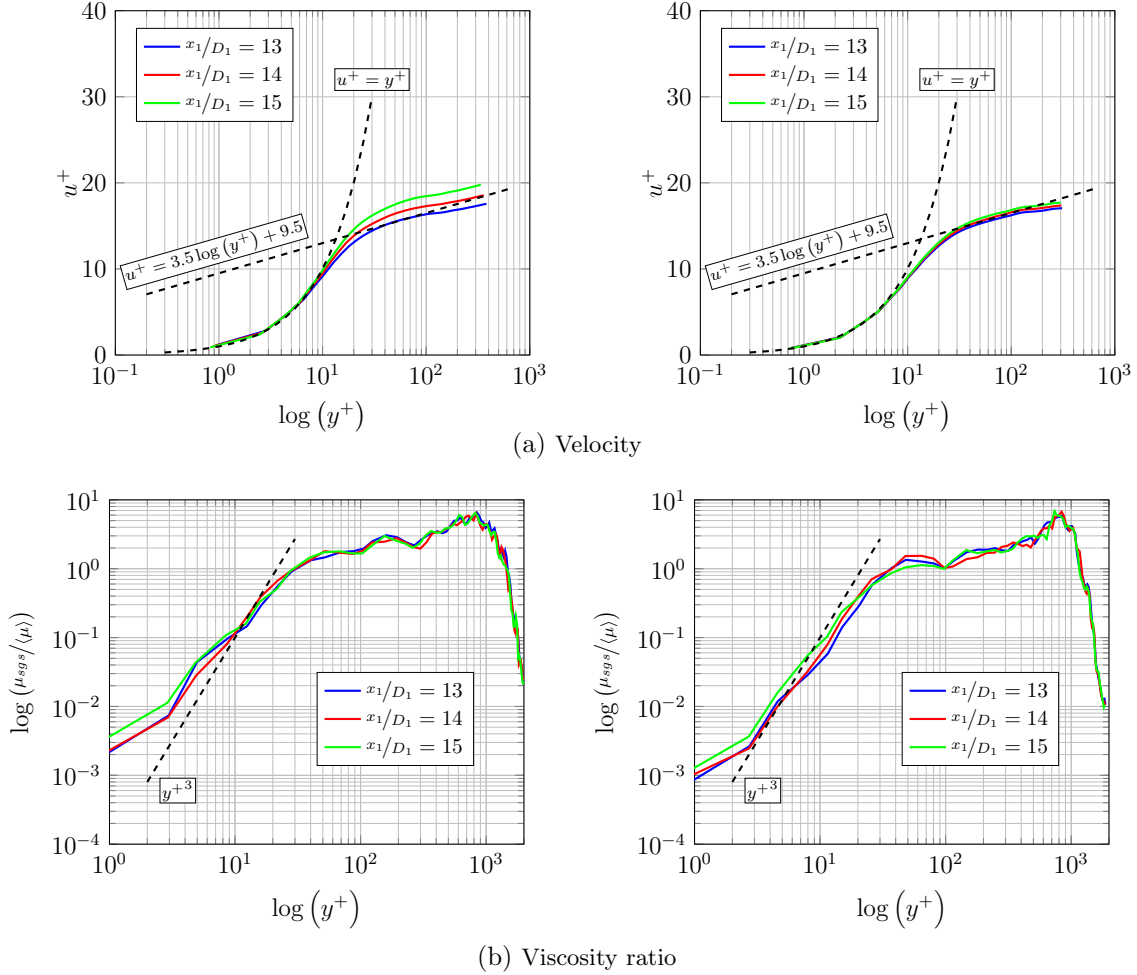 40
30
20
10
0
u⁺
10⁻¹ 10⁰ 10¹ 10² 10³
log (y⁺)
x₁/D₁ = 13
x₁/D₁ = 14
x₁/D₁ = 15
u⁺ = y⁺
u⁺ = 3.5 log (y⁺) + 9.5
40
30
20
10
0
u⁺
10⁻¹ 10⁰ 10¹ 10² 10³
log (y⁺)
x₁/D₁ = 13
x₁/D₁ = 14
x₁/D₁ = 15
u⁺ = y⁺
u⁺ = 3.5 log (y⁺) + 9.5
(a) Velocity
10¹
10⁰
10⁻¹
10⁻²
10⁻³
10⁻⁴
log (μ_sgs/⟨μ⟩)
10⁰ 10¹ 10² 10³
log (y⁺)
x₁/D₁ = 13
x₁/D₁ = 14
x₁/D₁ = 15
y⁺³
10¹
10⁰
10⁻¹
10⁻²
10⁻³
10⁻⁴
log (μ_sgs/⟨μ⟩)
10⁰ 10¹ 10² 10³
log (y⁺)
x₁/D₁ = 13
x₁/D₁ = 14
x₁/D₁ = 15
y⁺³
(b) Viscosity ratio